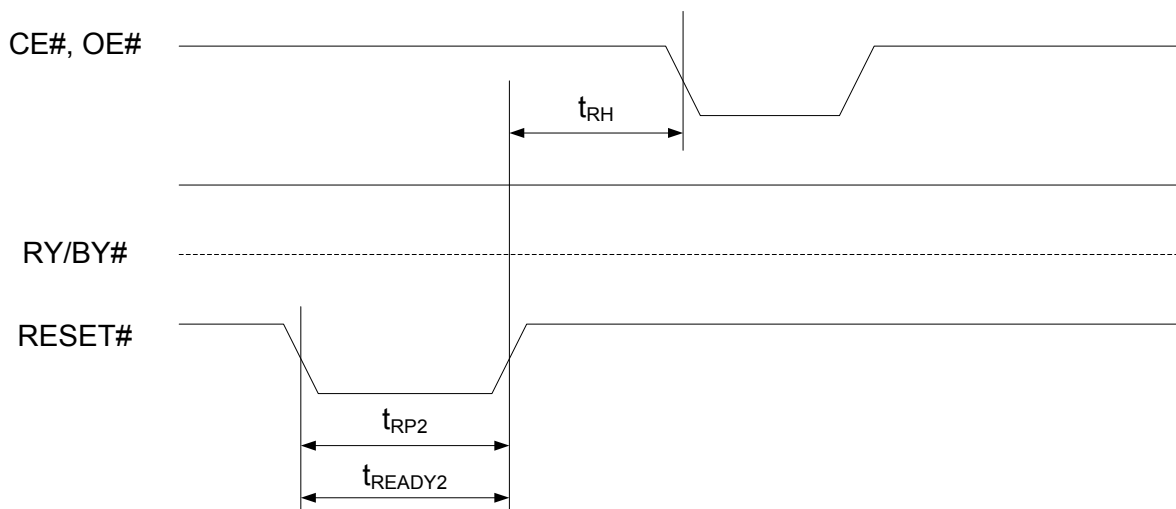 CE#, OE#
tRH
RY/BY#
RESET#
tRP2
tREADY2